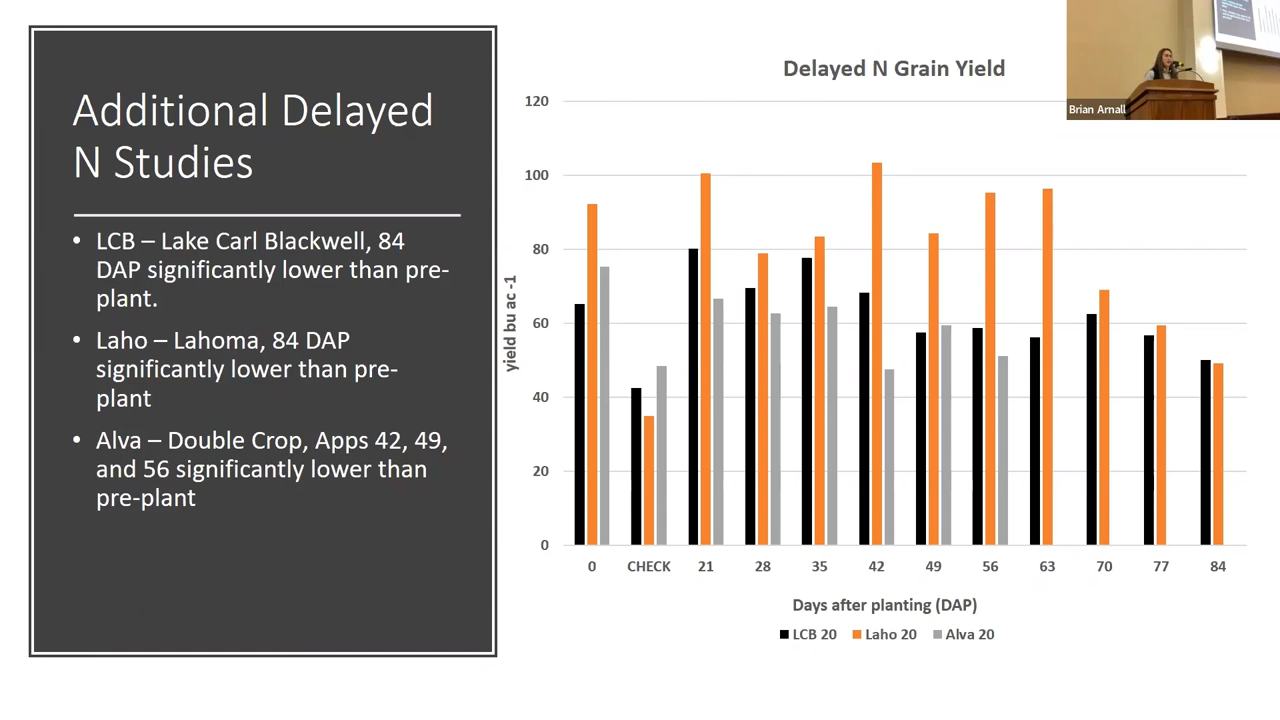 Additional Delayed
N Studies
• LCB – Lake Carl Blackwell, 84
DAP significantly lower than pre-
plant.
• Laho – Lahoma, 84 DAP
significantly lower than pre-
plant
• Alva – Double Crop, Apps 42, 49,
and 56 significantly lower than
pre-plant
Delayed N Grain Yield
Brian Arnall
yield bu ac -1
120
100
80
60
40
20
0
0 CHECK 21 28 35 42 49 56 63 70 77 84
Days after planting (DAP)
LCB 20 Laho 20 Alva 20